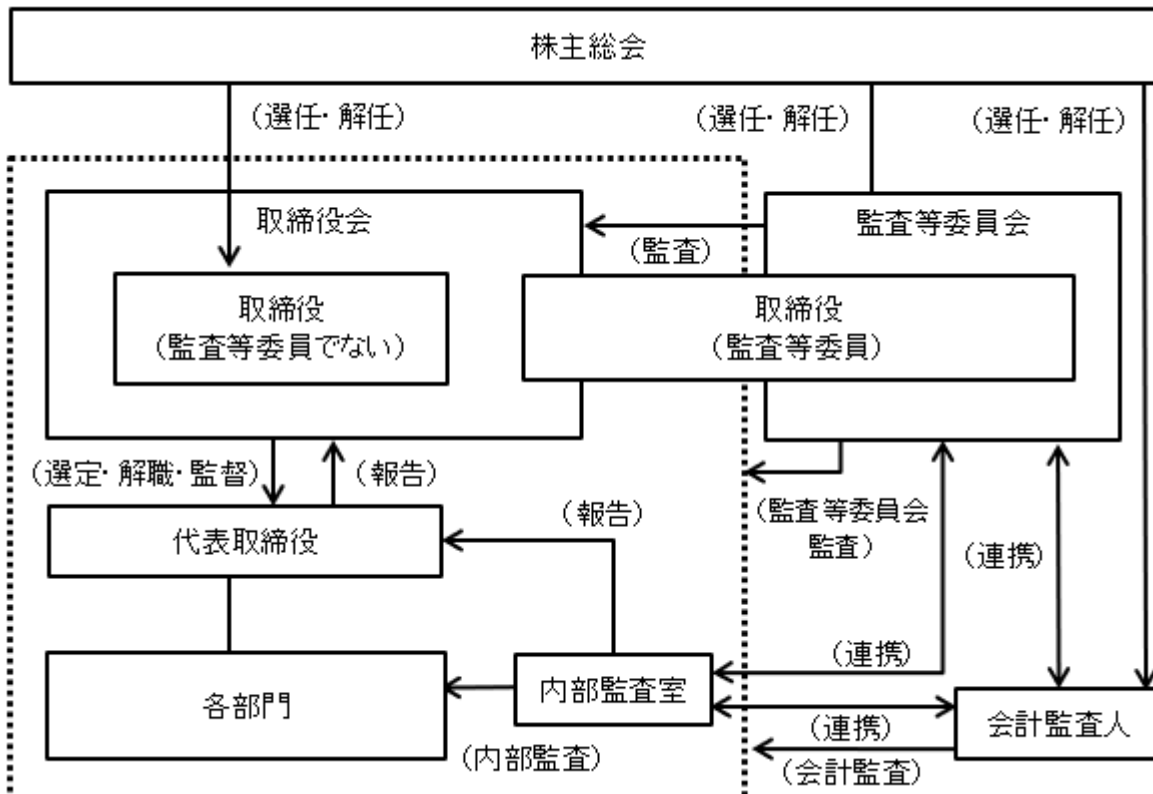 株主総会
（選任・解任）
（選任・解任）
（選任・解任）
取締役会
監査等委員会
（監査）
取締役
（監査等委員でない）
取締役
（監査等委員）
（選定・解職・監督）
（報告）
（報告）
（監査等委員会
監査）
代表取締役
（連携）
（連携）
各部門
内部監査室
（連携）
会計監査人
（内部監査）
（会計監査）